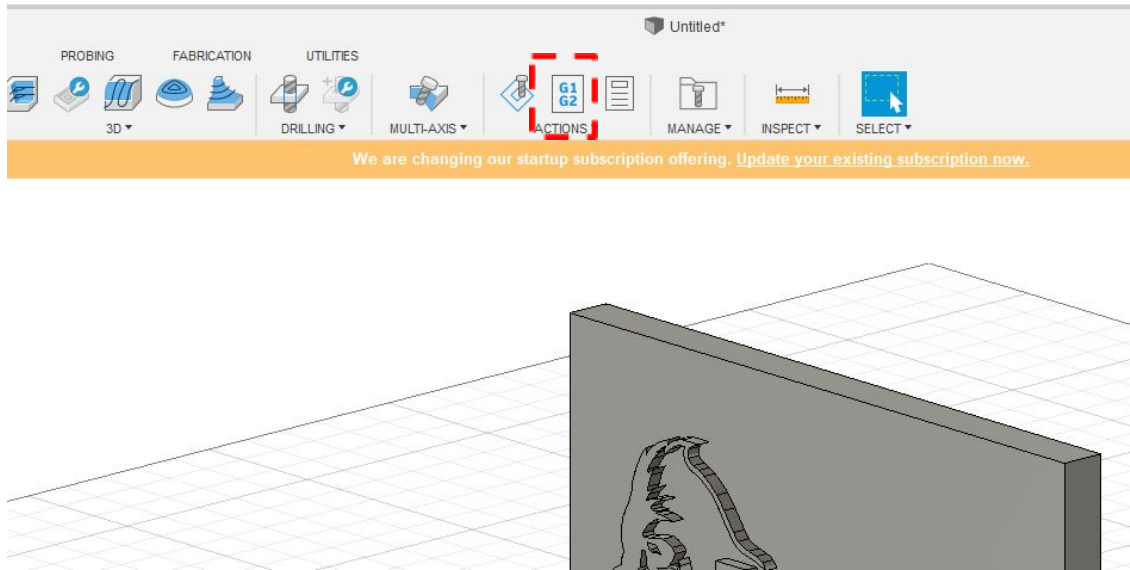 Untitled*
PROBING FABRICATION UTILITIES
G1
G2
3D DRILLING MULTI-AXIS ACTIONS MANAGE INSPECT SELECT
We are changing our startup subscription offering. Update your existing subscription now.